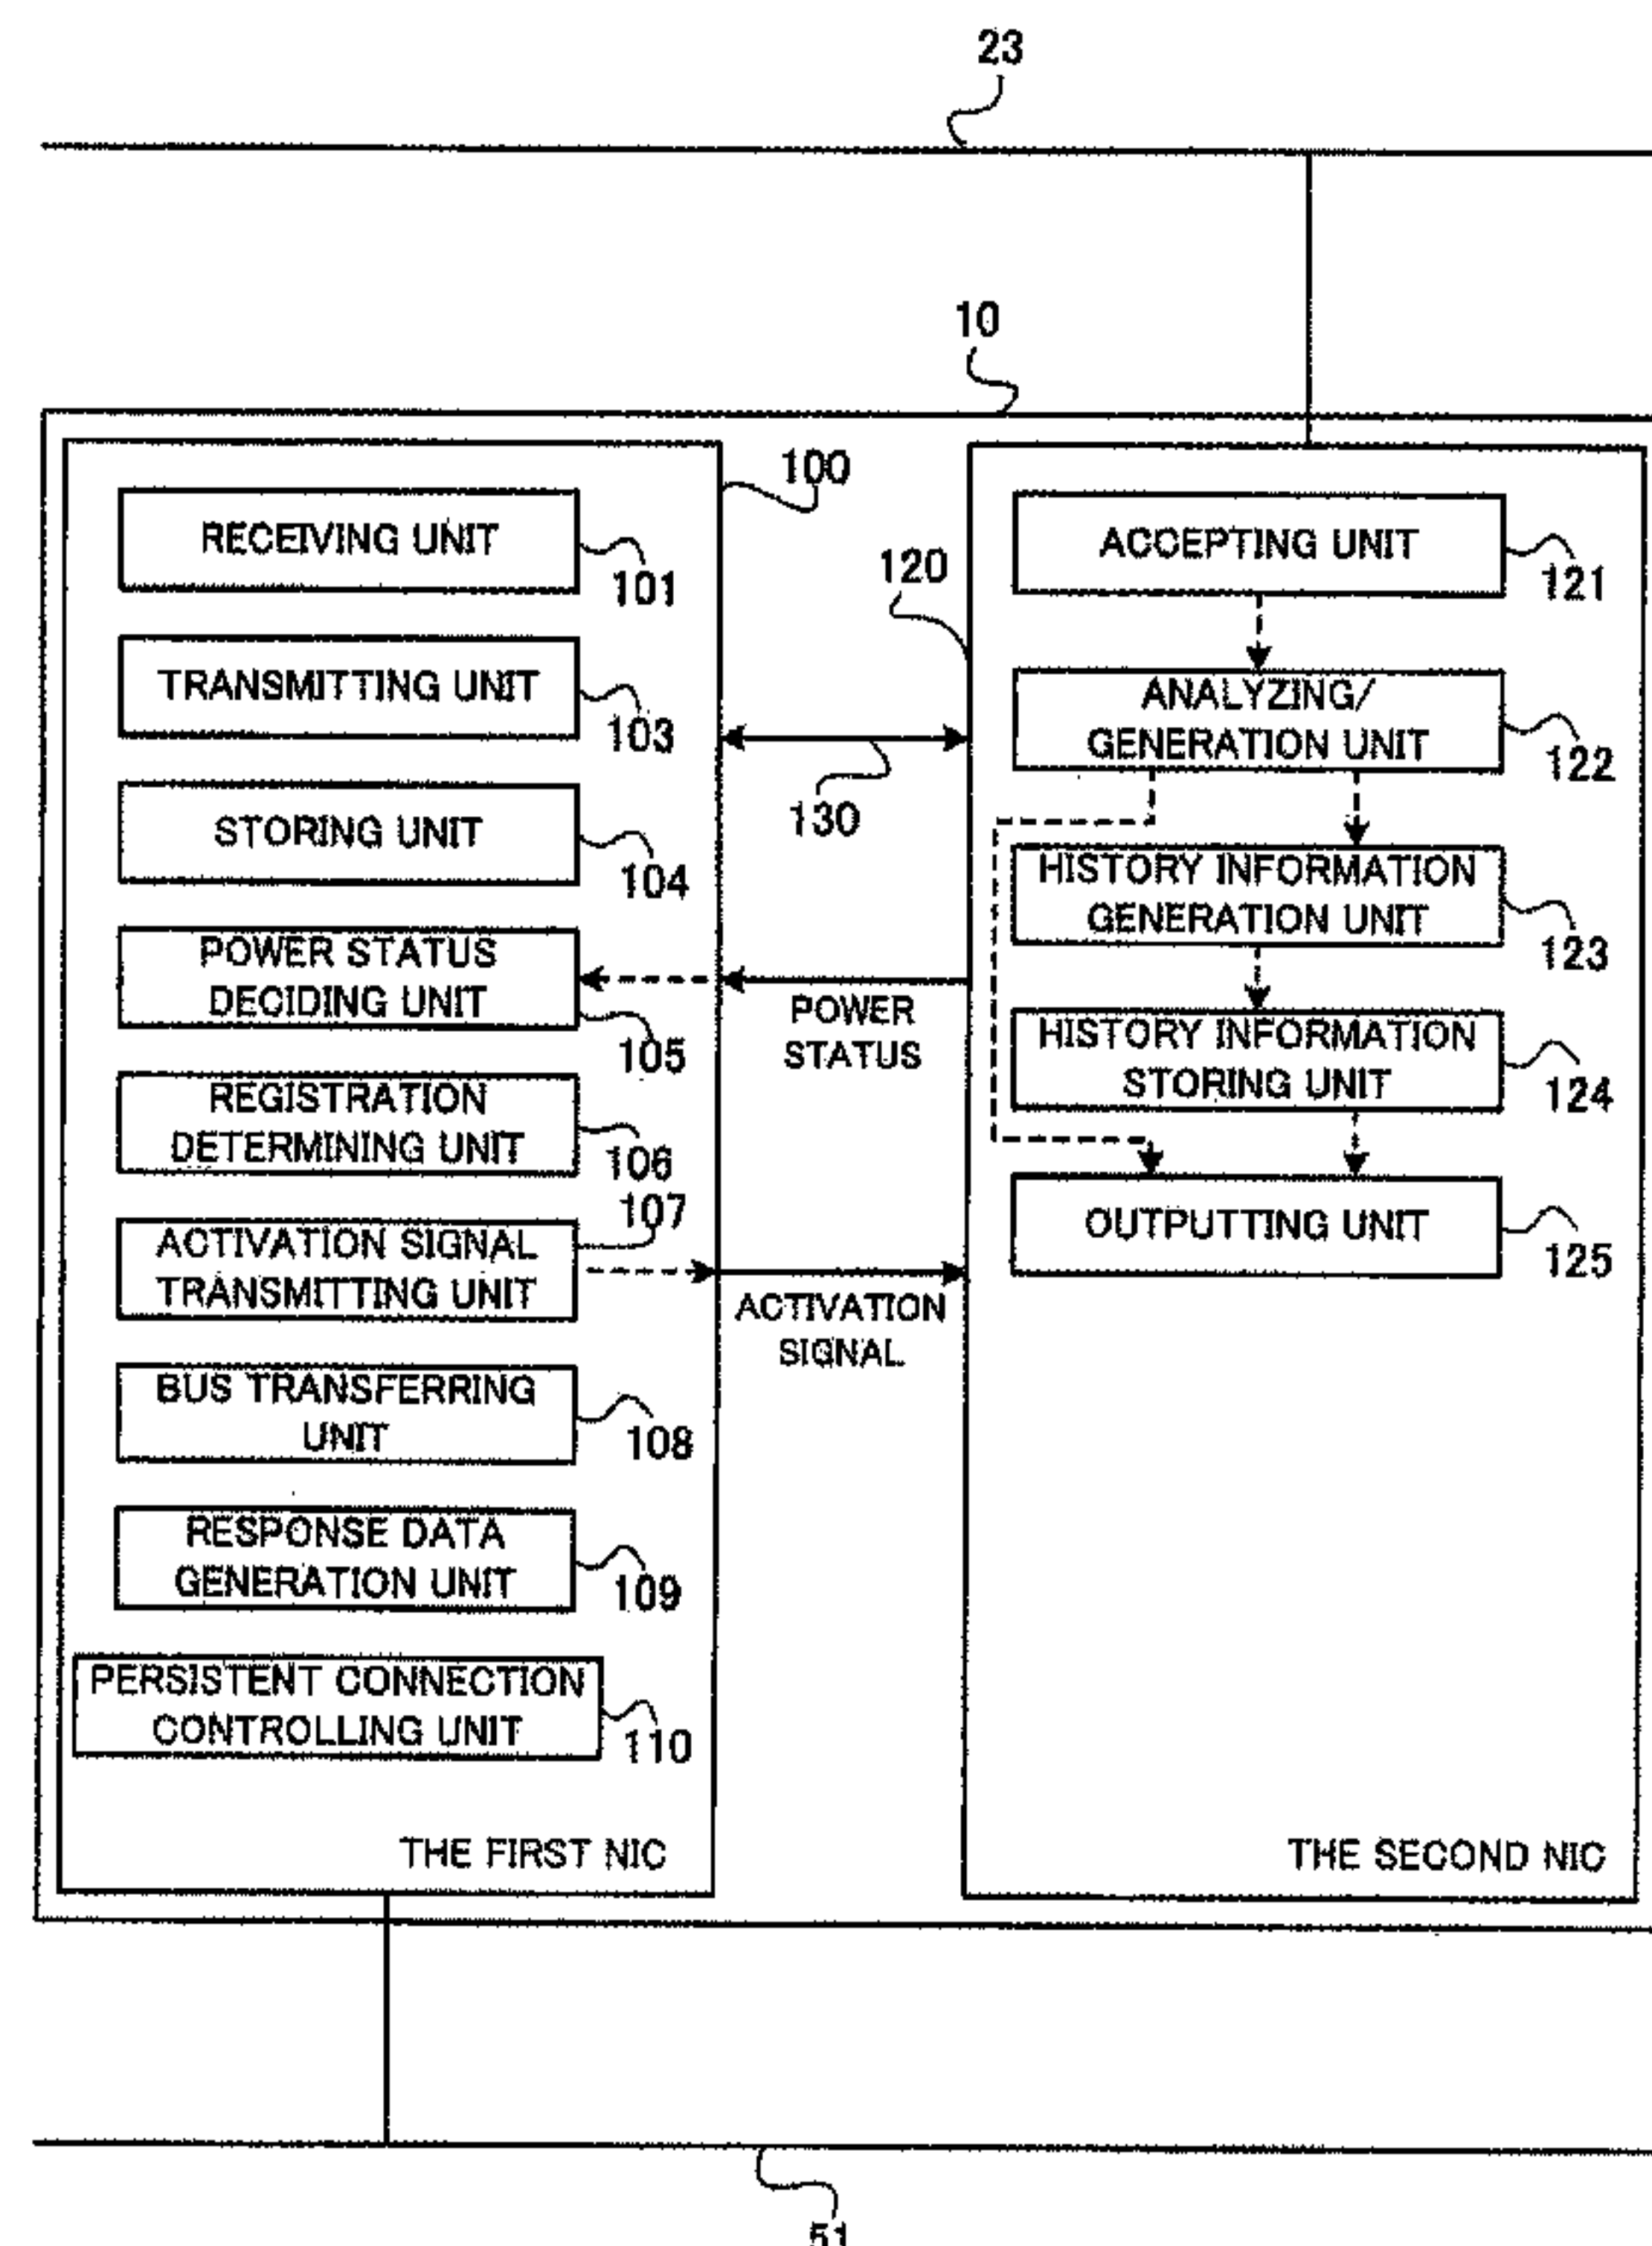 23
10
100
RECEIVING UNIT
101
TRANSMITTING UNIT
103
STORING UNIT
104
POWER STATUS
DECIDING UNIT
105
REGISTRATION
DETERMINING UNIT
106
107
ACTIVATION SIGNAL
TRANSMITTING UNIT
BUS TRANSFERRING
UNIT
108
RESPONSE DATA
GENERATION UNIT
109
PERSISTENT CONNECTION
CONTROLLING UNIT
110
THE FIRST NIC
120
130
POWER
STATUS
ACTIVATION
SIGNAL
ACCEPTING UNIT
121
ANALYZING/
GENERATION UNIT
122
HISTORY INFORMATION
GENERATION UNIT
123
HISTORY INFORMATION
STORING UNIT
124
OUTPUTTING UNIT
125
THE SECOND NIC
51